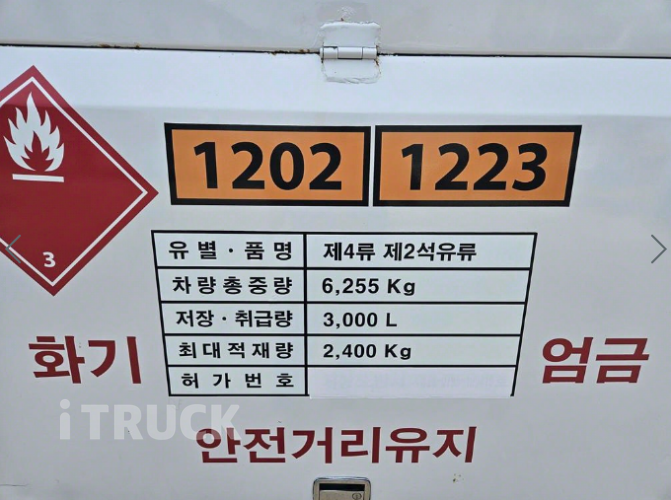 1202 1223
3
유별·품명 제4류 제2석유류
차량총중량 6,255 Kg
저장·취급량 3,000 L
최대적재량 2,400 Kg
허가번호
화기 엄금
iTRUCK
안전거리유지